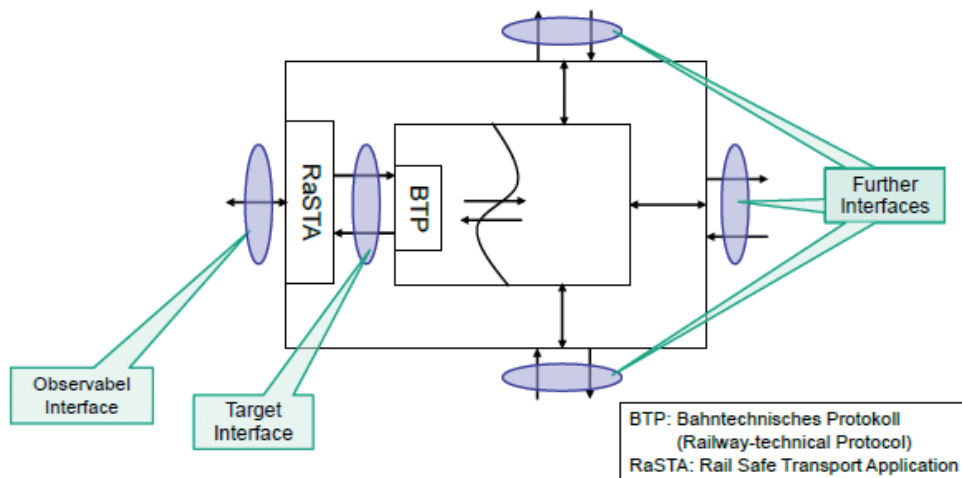 RaSTA
BTP
Further
Interfaces
Observabel
Interface
Target
Interface
BTP: Bahntechnisches Protokoll
(Railway-technical Protocol)
RaSTA: Rail Safe Transport Application